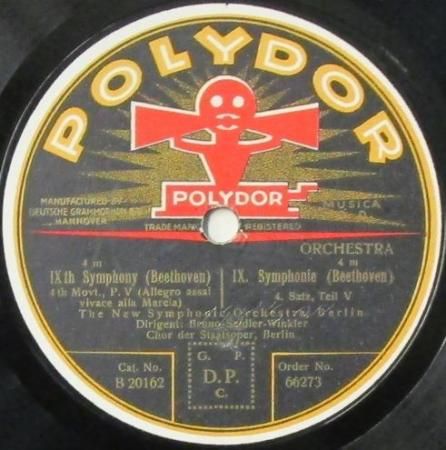 POLYDOR
POLYDOR
MANUFACTURED BY
DEUTSCHE GRAMMOPHON
HANNOVER
TRADE MARK
REGISTERED
MUSICA
ORCHESTRA
4 m
IXth Symphony (Beethoven)
4th Movt., P. V (Allegro assai
vivace alla Marcia)
4 m
IX. Symphonie (Beethoven)
4. Satz, Teil V
The New Symphonic Orchestra, Berlin
Dirigent: Bruno Seidler-Winkler
Chor der Staatsoper, Berlin
Cat. No.
B 20162
G. P.
D.P.
C.
Order No.
66273